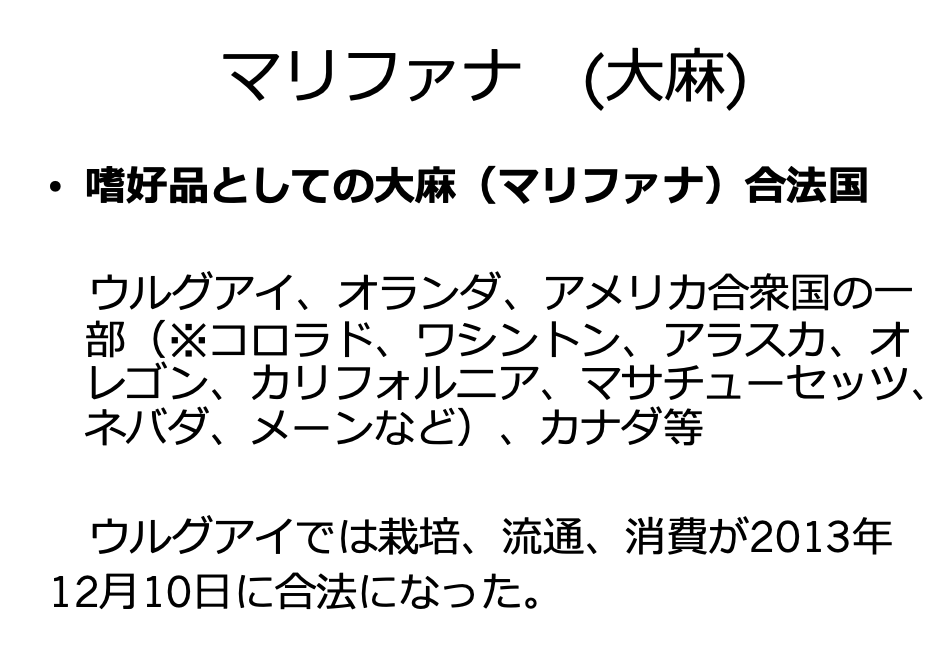 マリファナ　(大麻)
• 嗜好品としての大麻（マリファナ）合法国
ウルグアイ、オランダ、アメリカ合衆国の一
部（※コロラド、ワシントン、アラスカ、オ
レゴン、カリフォルニア、マサチューセッツ、
ネバダ、メーンなど）、カナダ等
ウルグアイでは栽培、流通、消費が2013年
12月10日に合法になった。